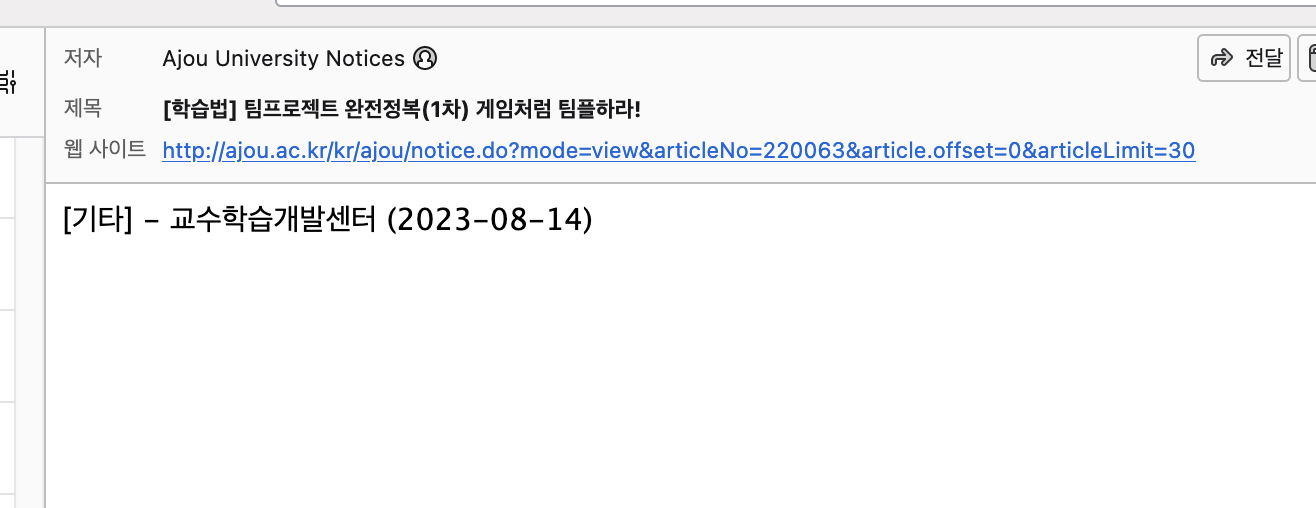 저자 Ajou University Notices
전달
제목 [학습법] 팀프로젝트 완전정복(1차) 게임처럼 팀플하라!
웹 사이트 http://ajou.ac.kr/kr/ajou/notice.do?mode=view&articleNo=220063&article.offset=0&articleLimit=30
[기타] - 교수학습개발센터 (2023-08-14)